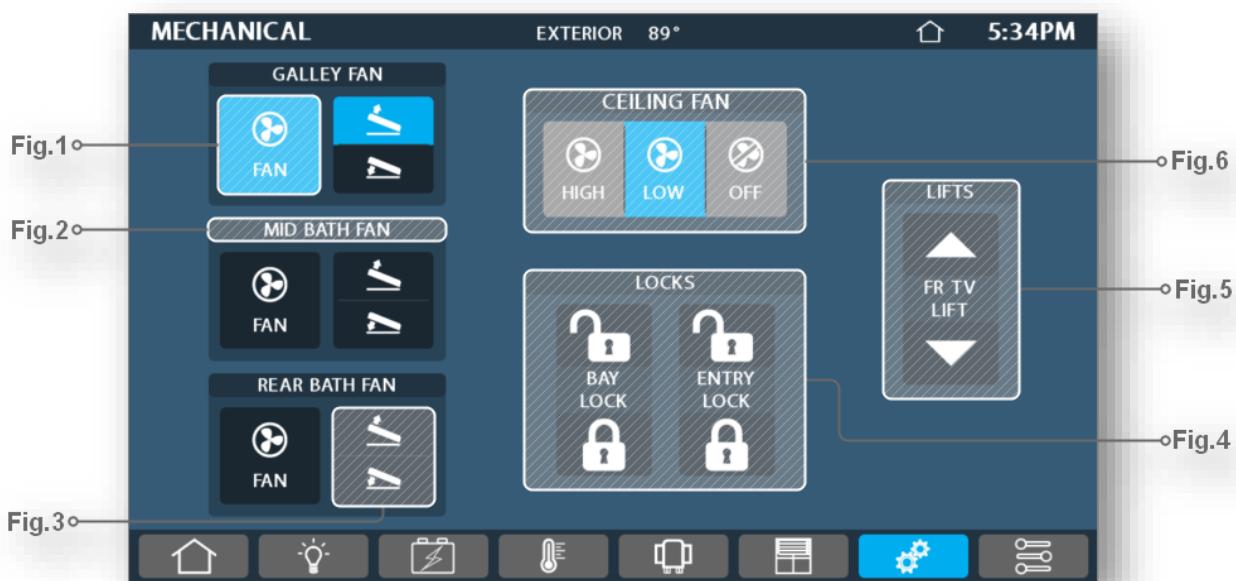 MECHANICAL EXTERIOR 89° 5:34PM
GALLEY FAN
FAN
MID BATH FAN
FAN
REAR BATH FAN
FAN
CEILING FAN
HIGH LOW OFF
LOCKS
BAY
LOCK
ENTRY
LOCK
LIFTS
FR TV
LIFT
Fig.1
Fig.2
Fig.3
Fig.6
Fig.5
Fig.4